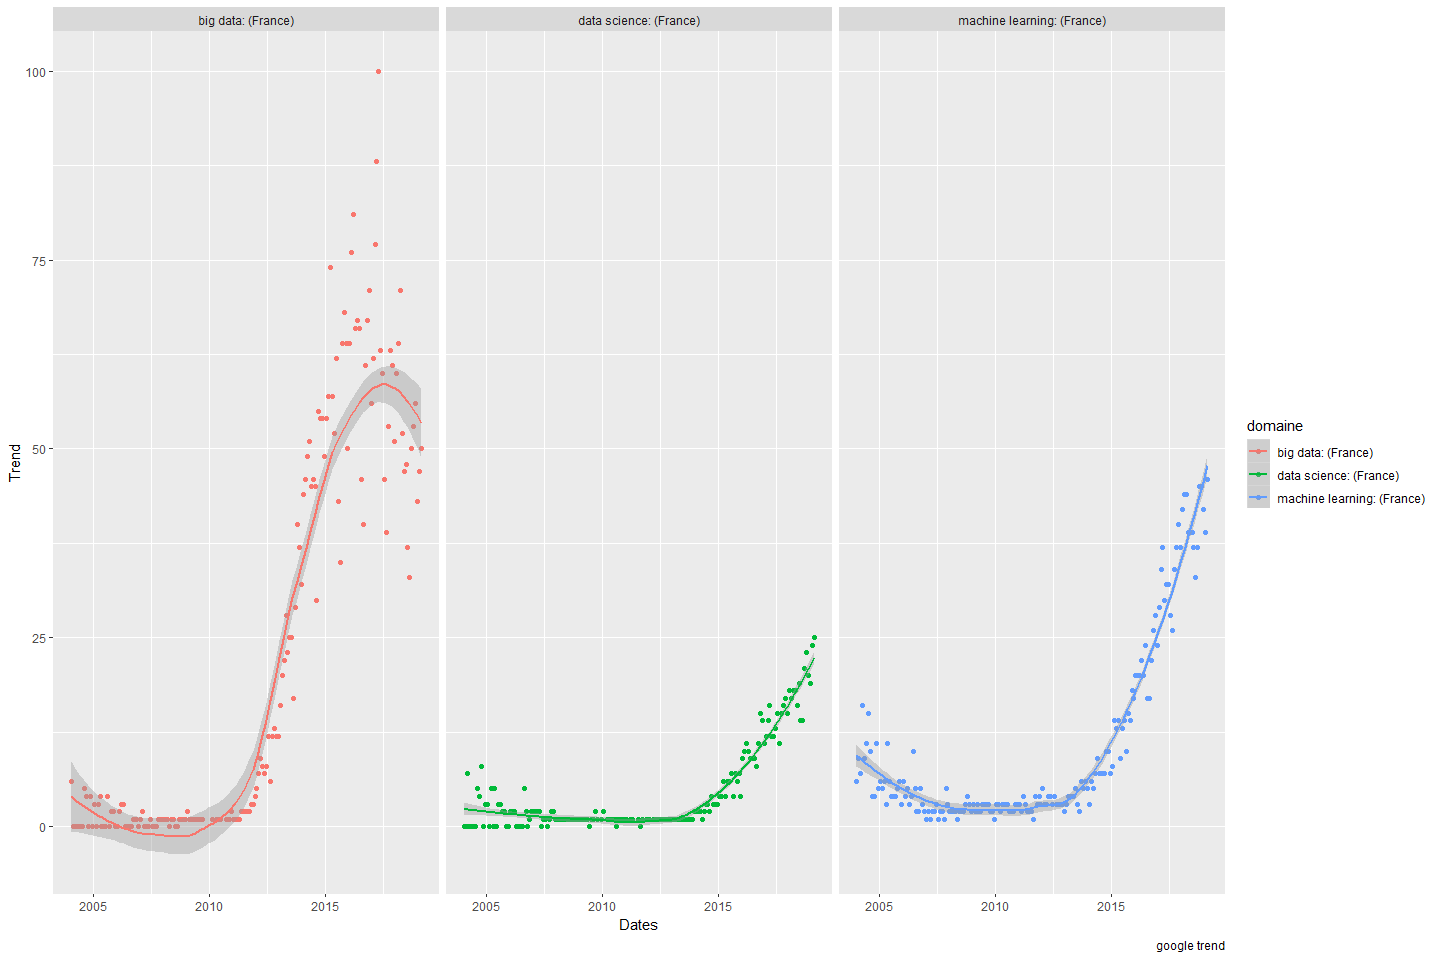 big data: (France)
data science: (France)
machine learning: (France)
Trend
100
75
50
25
0
2005
2010
2015
2005
2010
2015
2005
2010
2015
Dates
google trend
domaine
big data: (France)
data science: (France)
machine learning: (France)